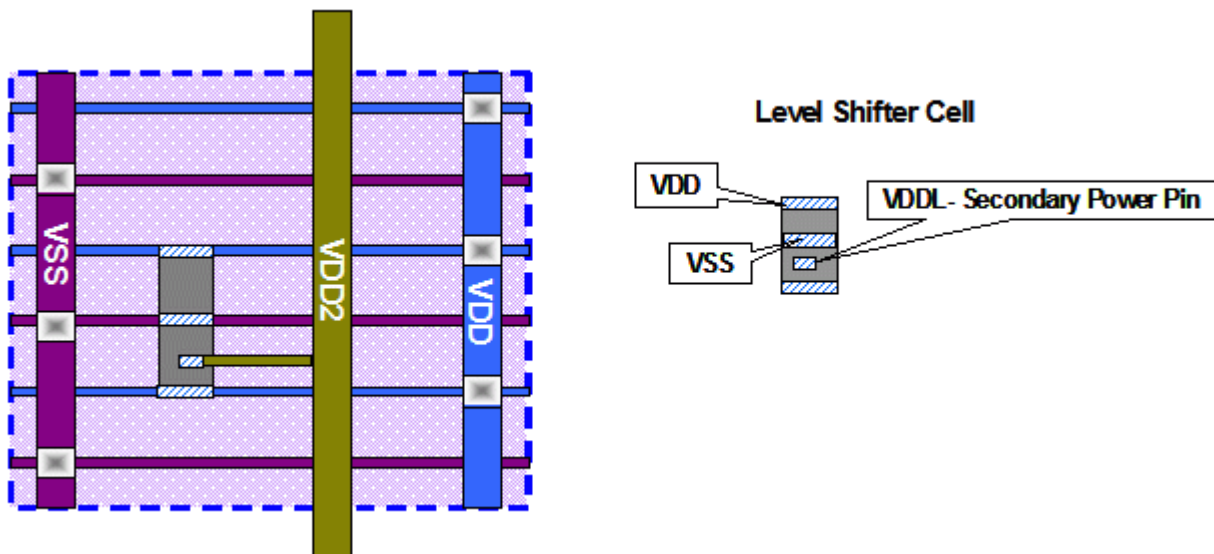 VSS
VDD2
VDD
Level Shifter Cell
VDD
VDDL- Secondary Power Pin
VSS